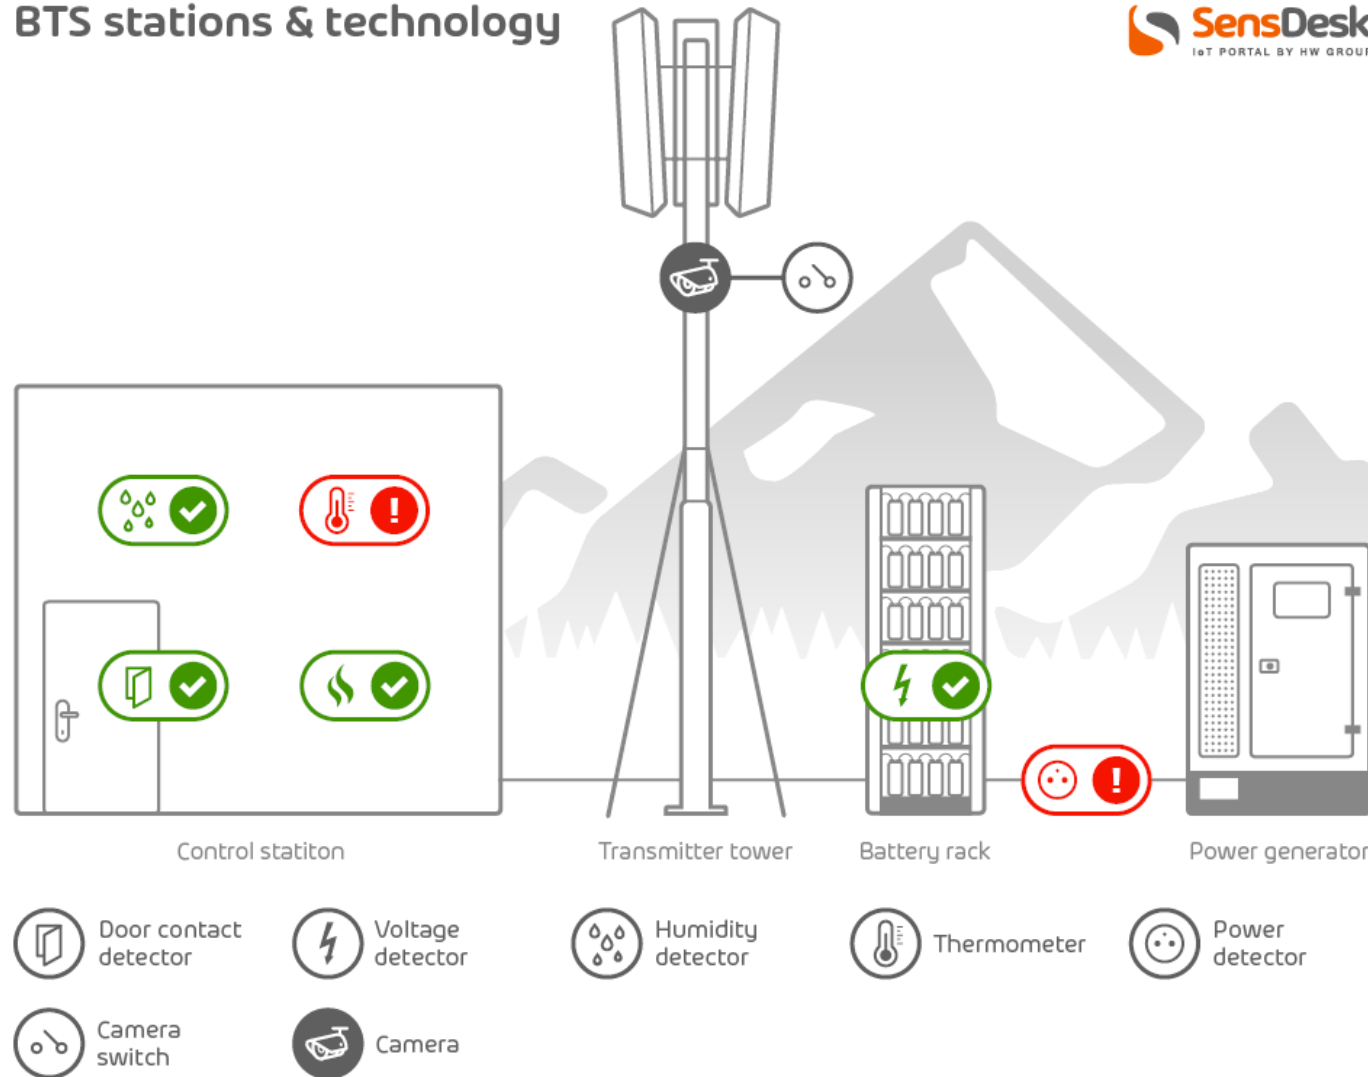 BTS stations & technology
SensDesk
IoT PORTAL BY HW GROUP
Control statiton
Transmitter tower
Battery rack
Power generator
Door contact
detector
Voltage
detector
Humidity
detector
Thermometer
Power
detector
Camera
switch
Camera